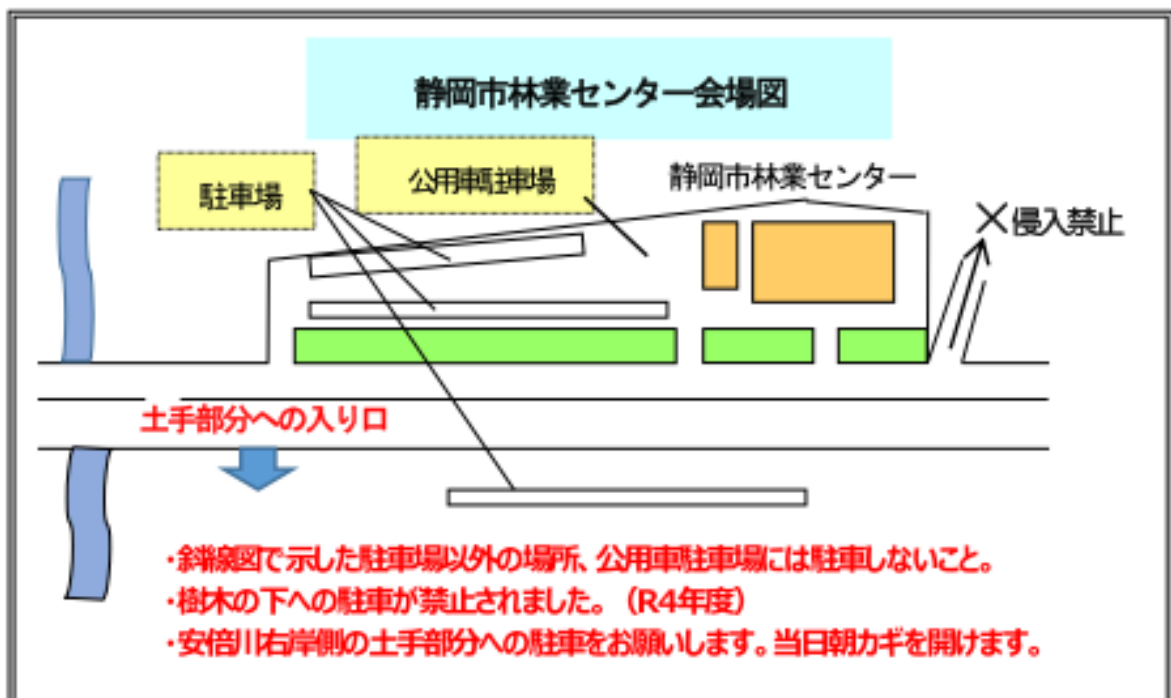 静岡市林業センター会場図
駐車場
公用車駐車場
静岡市林業センター
×侵入禁止
土手部分への入り口
・斜線図で示した駐車場以外の場所、公用車駐車場には駐車しないこと。
・樹木の下への駐車が禁止されました。（R4年度）
・安倍川右岸側の土手部分への駐車をお願いします。当日朝カギを開けます。